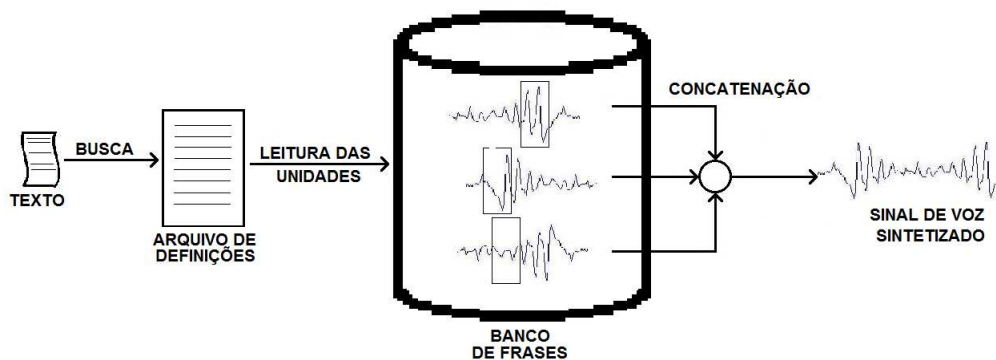 TEXTO
BUSCA
ARQUIVO DE
DEFINIÇÕES
LEITURA DAS
UNIDADES
BANCO
DE FRASES
CONCATENAÇÃO
SINAL DE VOZ
SINTETIZADO